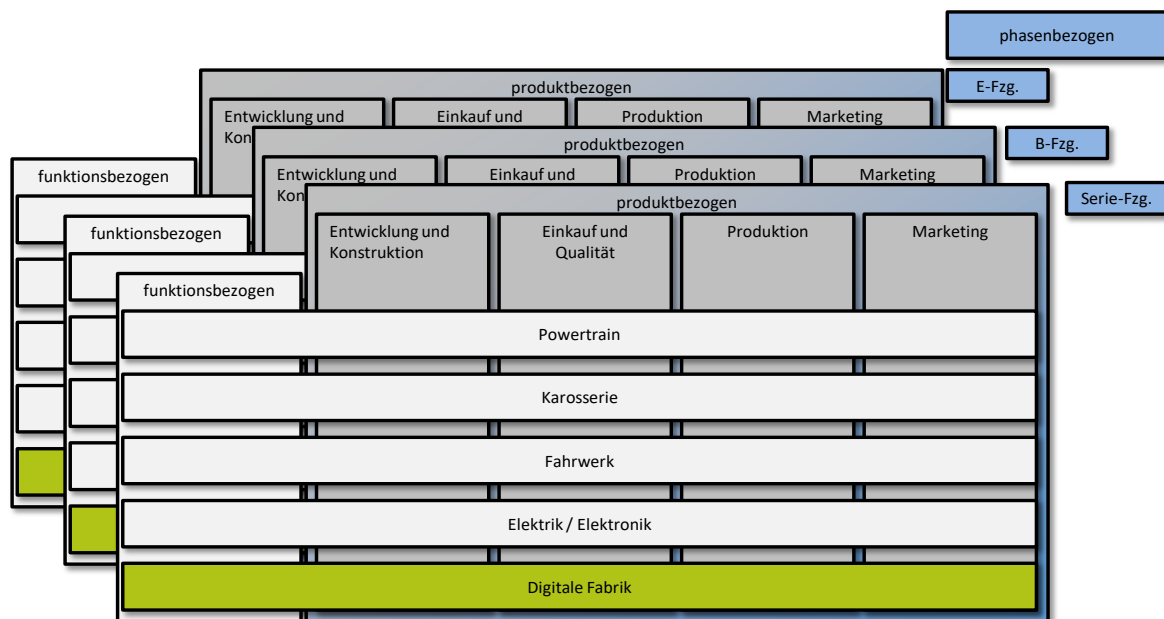 phasenbezogen
produktbezogen
E-Fzg.
Entwicklung und
Einkauf und
Produktion
Marketing
produktbezogen
B-Fzg.
funktionsbezogen
Entwicklung und
Einkauf und
Produktion
Marketing
Serie-Fzg.
produktbezogen
funktionsbezogen
Entwicklung und
Konstruktion
Einkauf und
Qualität
Produktion
Marketing
funktionsbezogen
Powertrain
Karosserie
Fahrwerk
Elektrik / Elektronik
Digitale Fabrik